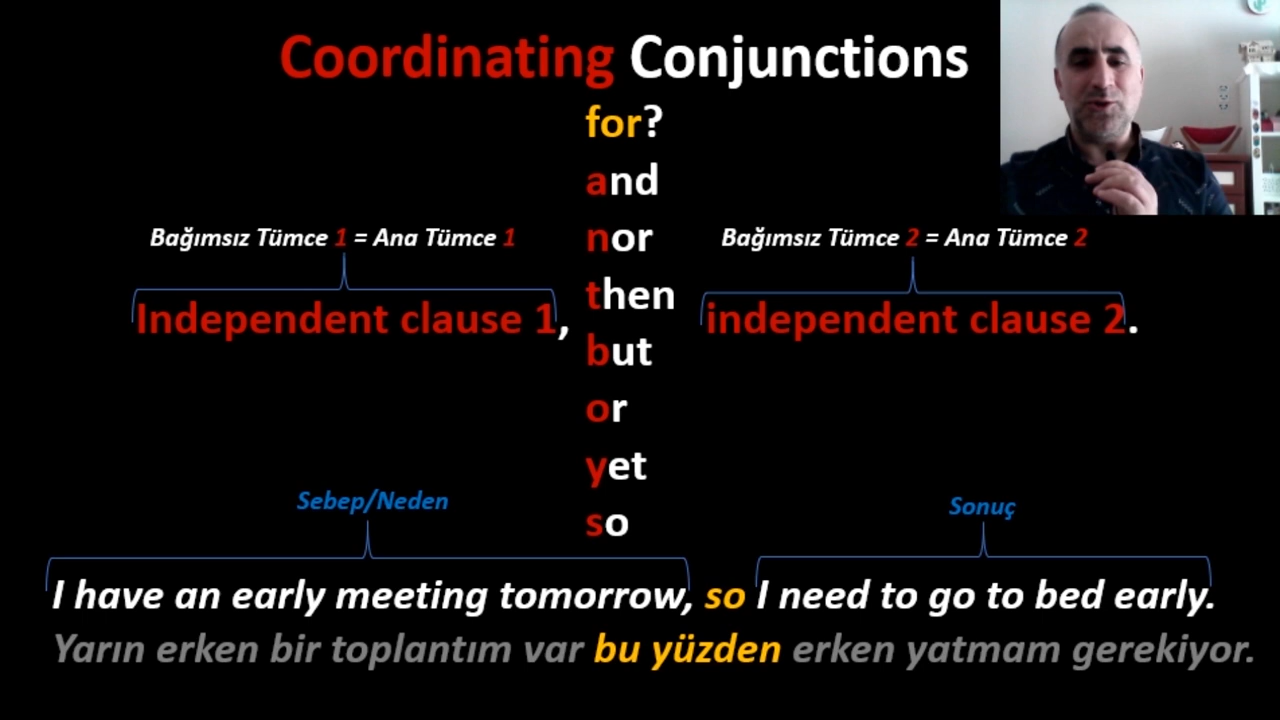 Coordinating Conjunctions
for?
and
nor
then
but
or
yet
so
Bağımsız Tümce 1 = Ana Tümce 1
Independent clause 1,
Bağımsız Tümce 2 = Ana Tümce 2
independent clause 2.
Sebep/Neden
Sonuç
I have an early meeting tomorrow, so I need to go to bed early.
Yarın erken bir toplantım var bu yüzden erken yatmam gerekiyor.